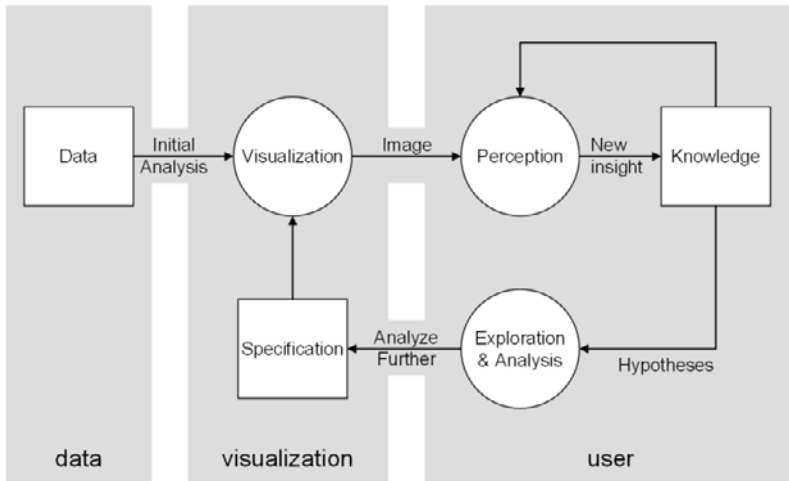 Data
Initial
Analysis
Visualization
Image
Perception
New
insight
Knowledge
Specification
Analyze
Further
Exploration
& Analysis
Hypotheses
data
visualization
user